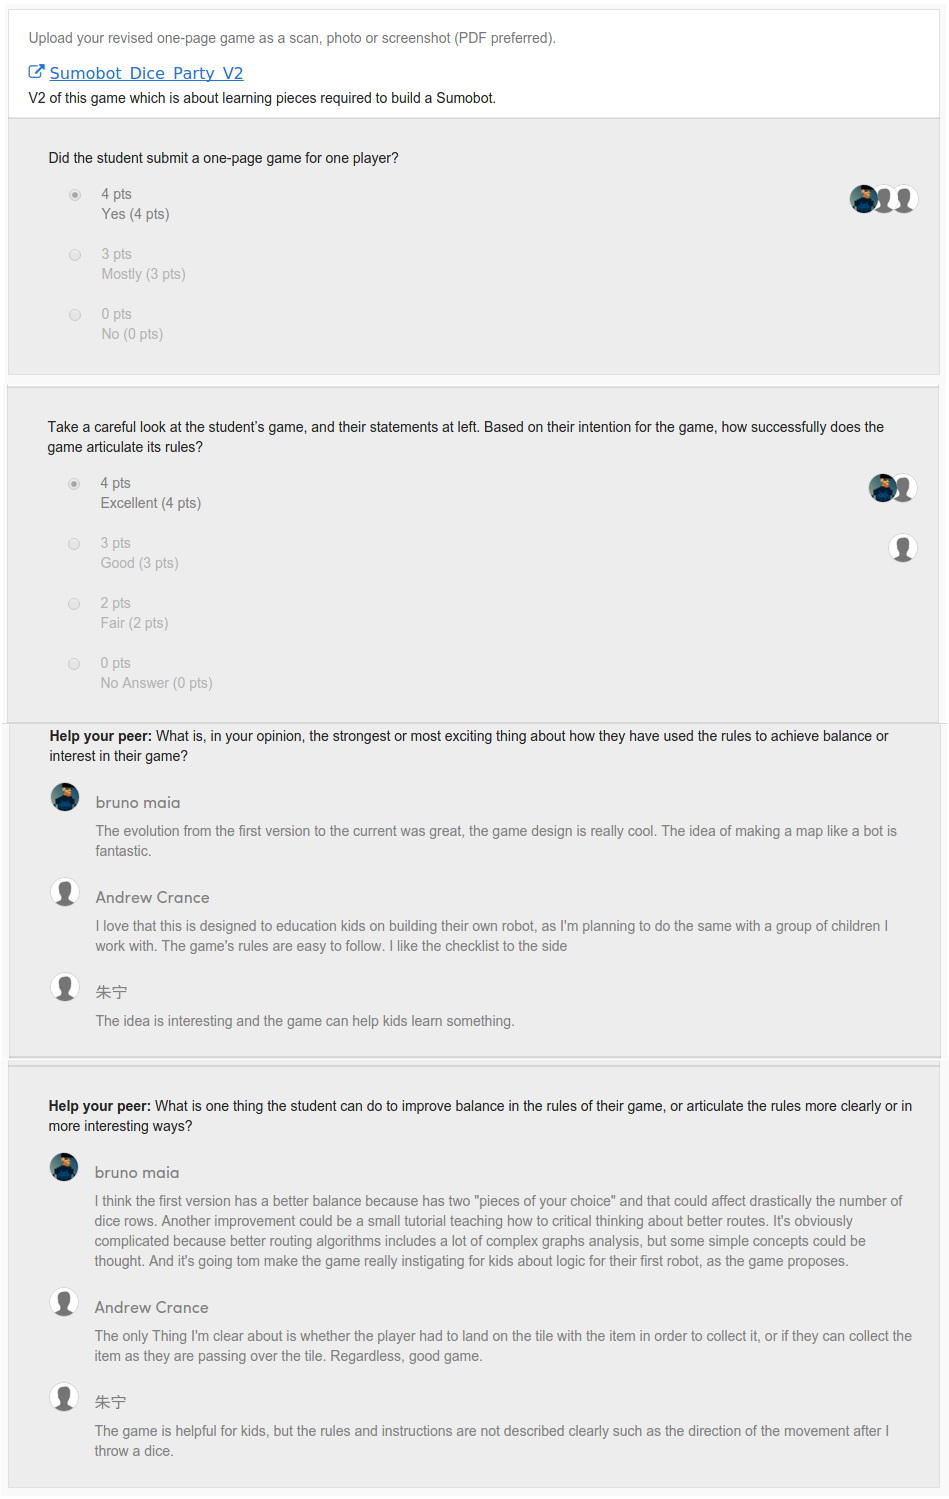 Upload your revised one-page game as a scan, photo or screenshot (PDF preferred).
Sumobot_Dice_Party_V2
V2 of this game which is about learning pieces required to build a Sumobot.
Did the student submit a one-page game for one player?
4 pts
Yes (4 pts)
3 pts
Mostly (3 pts)
0 pts
No (0 pts)
Take a careful look at the student’s game, and their statements at left. Based on their intention for the game, how successfully does the
game articulate its rules?
4 pts
Excellent (4 pts)
3 pts
Good (3 pts)
2 pts
Fair (2 pts)
0 pts
No Answer (0 pts)
Help your peer: What is, in your opinion, the strongest or most exciting thing about how they have used the rules to achieve balance or
interest in their game?
bruno maia
The evolution from the first version to the current was great, the game design is really cool. The idea of making a map like a bot is
fantastic.
Andrew Crance
I love that this is designed to education kids on building their own robot, as I'm planning to do the same with a group of children I
work with. The game's rules are easy to follow. I like the checklist to the side
朱宁
The idea is interesting and the game can help kids learn something.
Help your peer: What is one thing the student can do to improve balance in the rules of their game, or articulate the rules more clearly or in
more interesting ways?
bruno maia
I think the first version has a better balance because has two "pieces of your choice" and that could affect drastically the number of
dice rows. Another improvement could be a small tutorial teaching how to critical thinking about better routes. It's obviously
complicated because better routing algorithms includes a lot of complex graphs analysis, but some simple concepts could be
thought. And it's going tom make the game really instigating for kids about logic for their first robot, as the game proposes.
Andrew Crance
The only Thing I'm clear about is whether the player had to land on the tile with the item in order to collect it, or if they can collect the
item as they are passing over the tile. Regardless, good game.
朱宁
The game is helpful for kids, but the rules and instructions are not described clearly such as the direction of the movement after I
throw a dice.